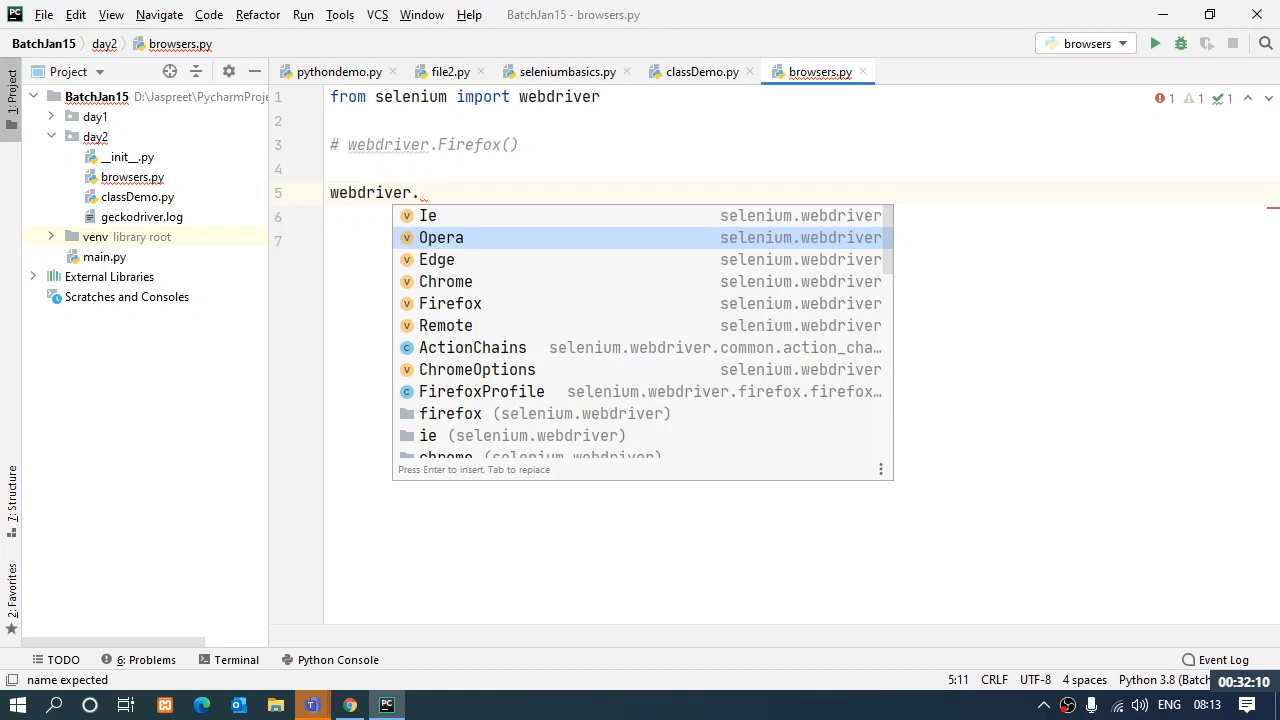 File Edit View Navigate Code Refactor Run Tools VCS Window Help BatchJan15 - browsers.py
BatchJan15 day2 browsers.py browsers
1: Project Project pythondemo.py file2.py seleniumbasics.py classDemo.py browsers.py
BatchJan15 D:\Jaspreet\PycharmProje
day1
day2
__init__.py
browsers.py
classDemo.py
geckodriver.log
venv library root
main.py
External Libraries
Scratches and Consoles
1 from selenium import webdriver
2
3 # webdriver.Firefox()
4
5 webdriver.
6
7
1 1 1
Ie selenium.webdriver
Opera selenium.webdriver
Edge selenium.webdriver
Chrome selenium.webdriver
Firefox selenium.webdriver
Remote selenium.webdriver
ActionChains selenium.webdriver.common.action_cha…
ChromeOptions selenium.webdriver
FirefoxProfile selenium.webdriver.firefox.firefox…
firefox (selenium.webdriver)
ie (selenium.webdriver)
chrome (selenium.webdriver)
Press Enter to insert, Tab to replace
7: Structure
2: Favorites
TODO 6: Problems Terminal Python Console Event Log
name expected 5:11 CRLF UTF-8 4 spaces Python 3.8 (Batch
00:32:10
08:13